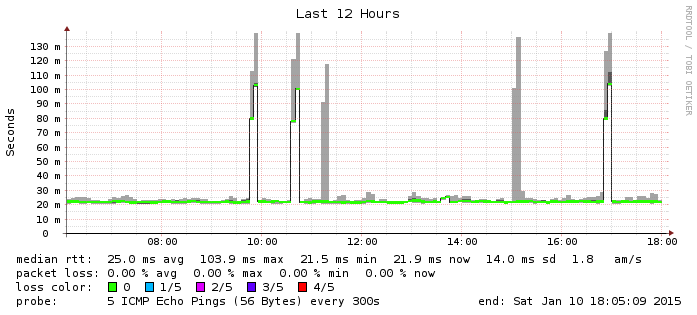 Last 12 Hours
RRDTOOL / TOBI OETIKER
Seconds
130 m
120 m
110 m
100 m
90 m
80 m
70 m
60 m
50 m
40 m
30 m
20 m
10 m
0
08:00 10:00 12:00 14:00 16:00 18:00
median rtt: 25.0 ms avg 103.9 ms max 21.5 ms min 21.9 ms now 14.0 ms sd 1.8 am/s
packet loss: 0.00 % avg 0.00 % max 0.00 % min 0.00 % now
loss color: 0 1/5 2/5 3/5 4/5
probe: 5 ICMP Echo Pings (56 Bytes) every 300s end: Sat Jan 10 18:05:09 2015